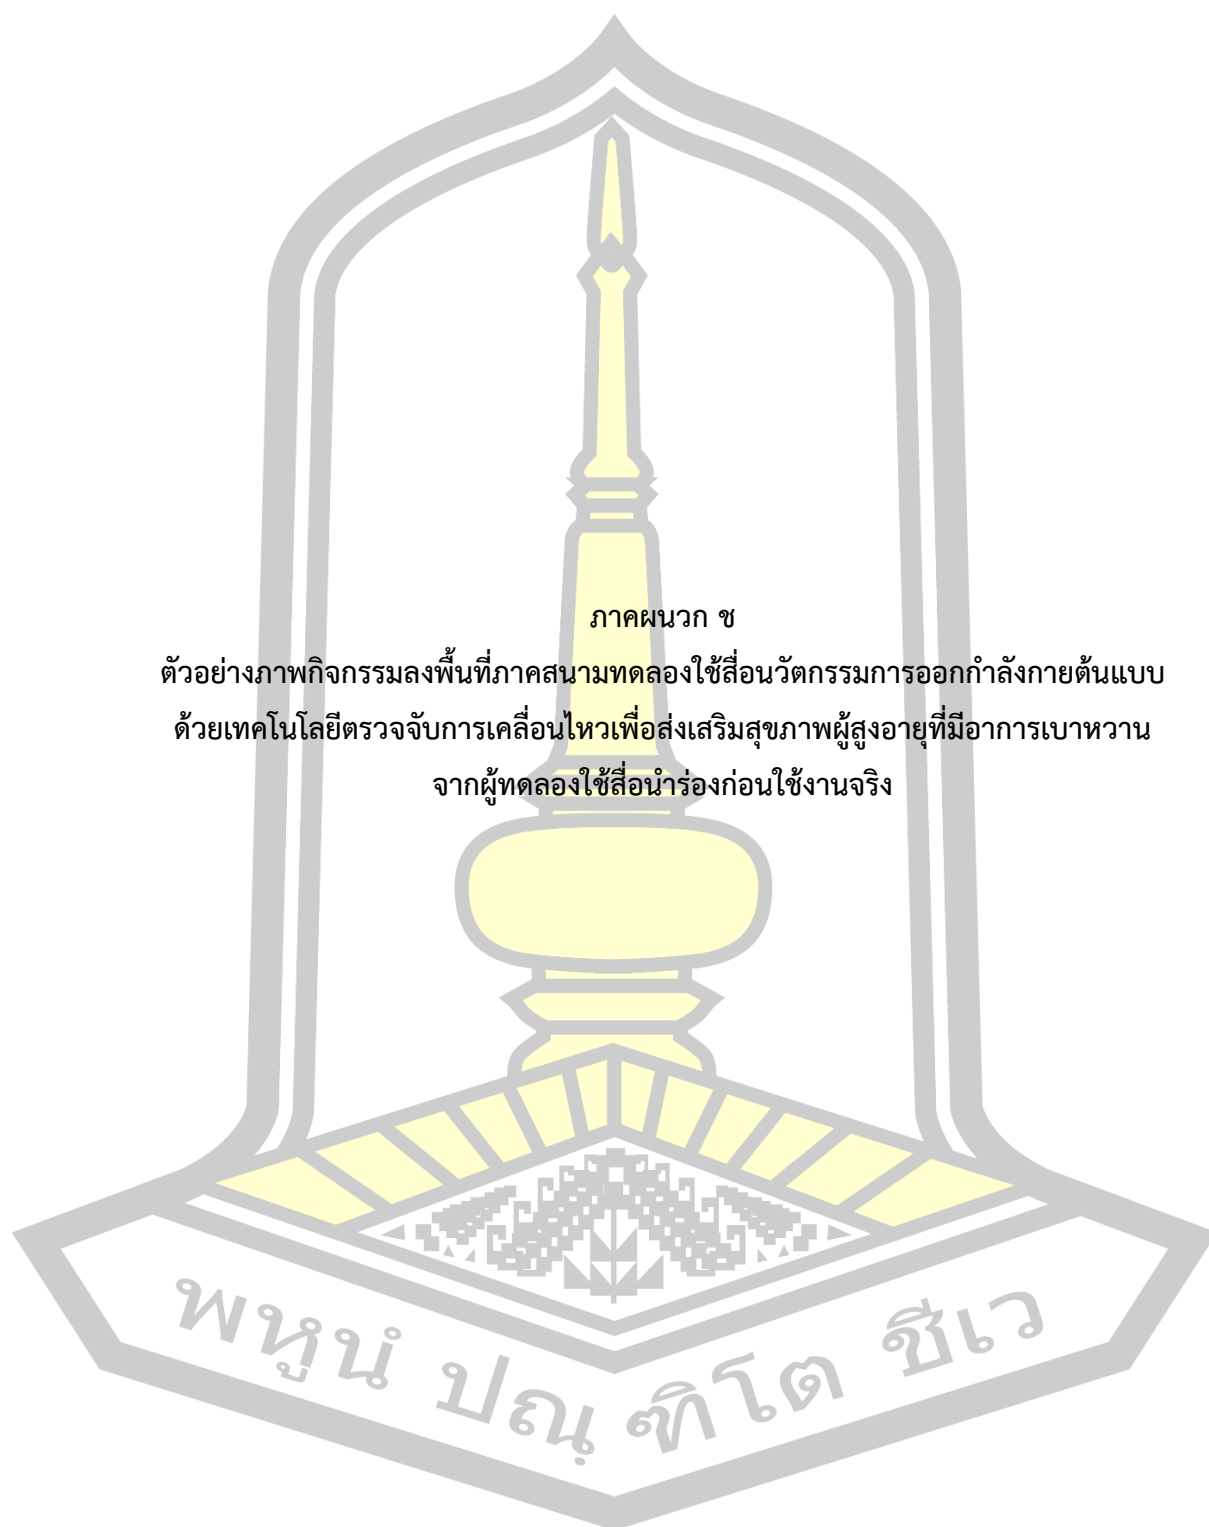 ภาคผนวก ช
ตัวอย่างภาพกิจกรรมลงพื้นที่ภาคสนามทดลองใช้สื่อนวัตกรรมการออกกำลังกายต้นแบบ
ด้วยเทคโนโลยีตรวจจับการเคลื่อนไหวเพื่อส่งเสริมสุขภาพผู้สูงอายุที่มีอาการเบาหวาน
จากผู้ทดลองใช้สื่อนำร่องก่อนใช้งานจริง
พหูนํ ปณฺฑิโต ชีเว